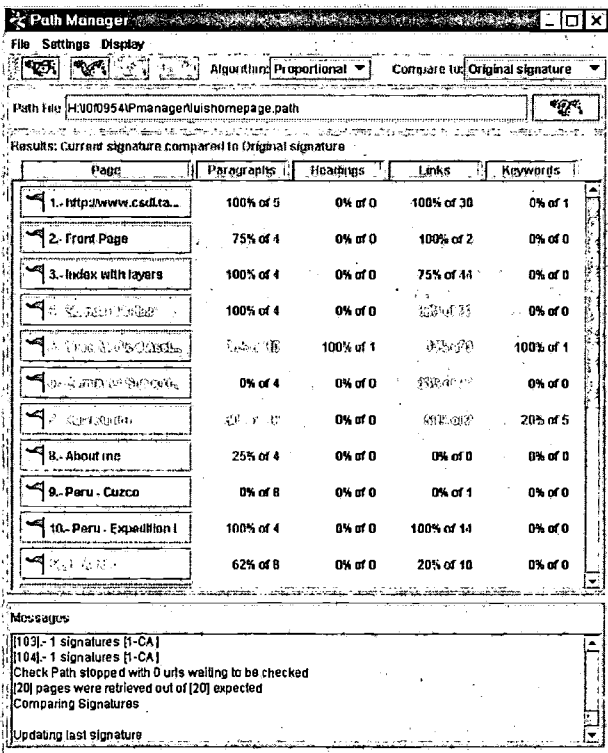 Path Manager
File Settings Display
Algorithm: Proportional Compare to: Original signature
Path File H:\l0f0954\Pmanager\luishomepage.path
Results: Current signature compared to Original signature
Page Paragraphs Headings Links Keywords
1.- http://www.csdl.ta... 100% of 5 0% of 0 100% of 30 0% of 1
2.- Front Page 75% of 4 0% of 0 100% of 2 0% of 0
3.- Index with layers 100% of 4 0% of 0 75% of 44 0% of 0
100% of 4 0% of 0 0% of 0
100% of 1 100% of 1
0% of 4 0% of 0 0% of 0
0% of 0 20% of 5
8.- About me 25% of 4 0% of 0 0% of 0 0% of 0
9.- Peru - Cuzco 0% of 8 0% of 0 0% of 1 0% of 0
10.- Peru - Expedition I 100% of 4 0% of 0 100% of 14 0% of 0
62% of 8 0% of 0 20% of 10 0% of 0
Messages
[103].- 1 signatures [1-CA]
[104].- 1 signatures [1-CA]
Check Path stopped with 0 urls waiting to be checked
[20] pages were retrieved out of [20] expected
Comparing Signatures
Updating last signature